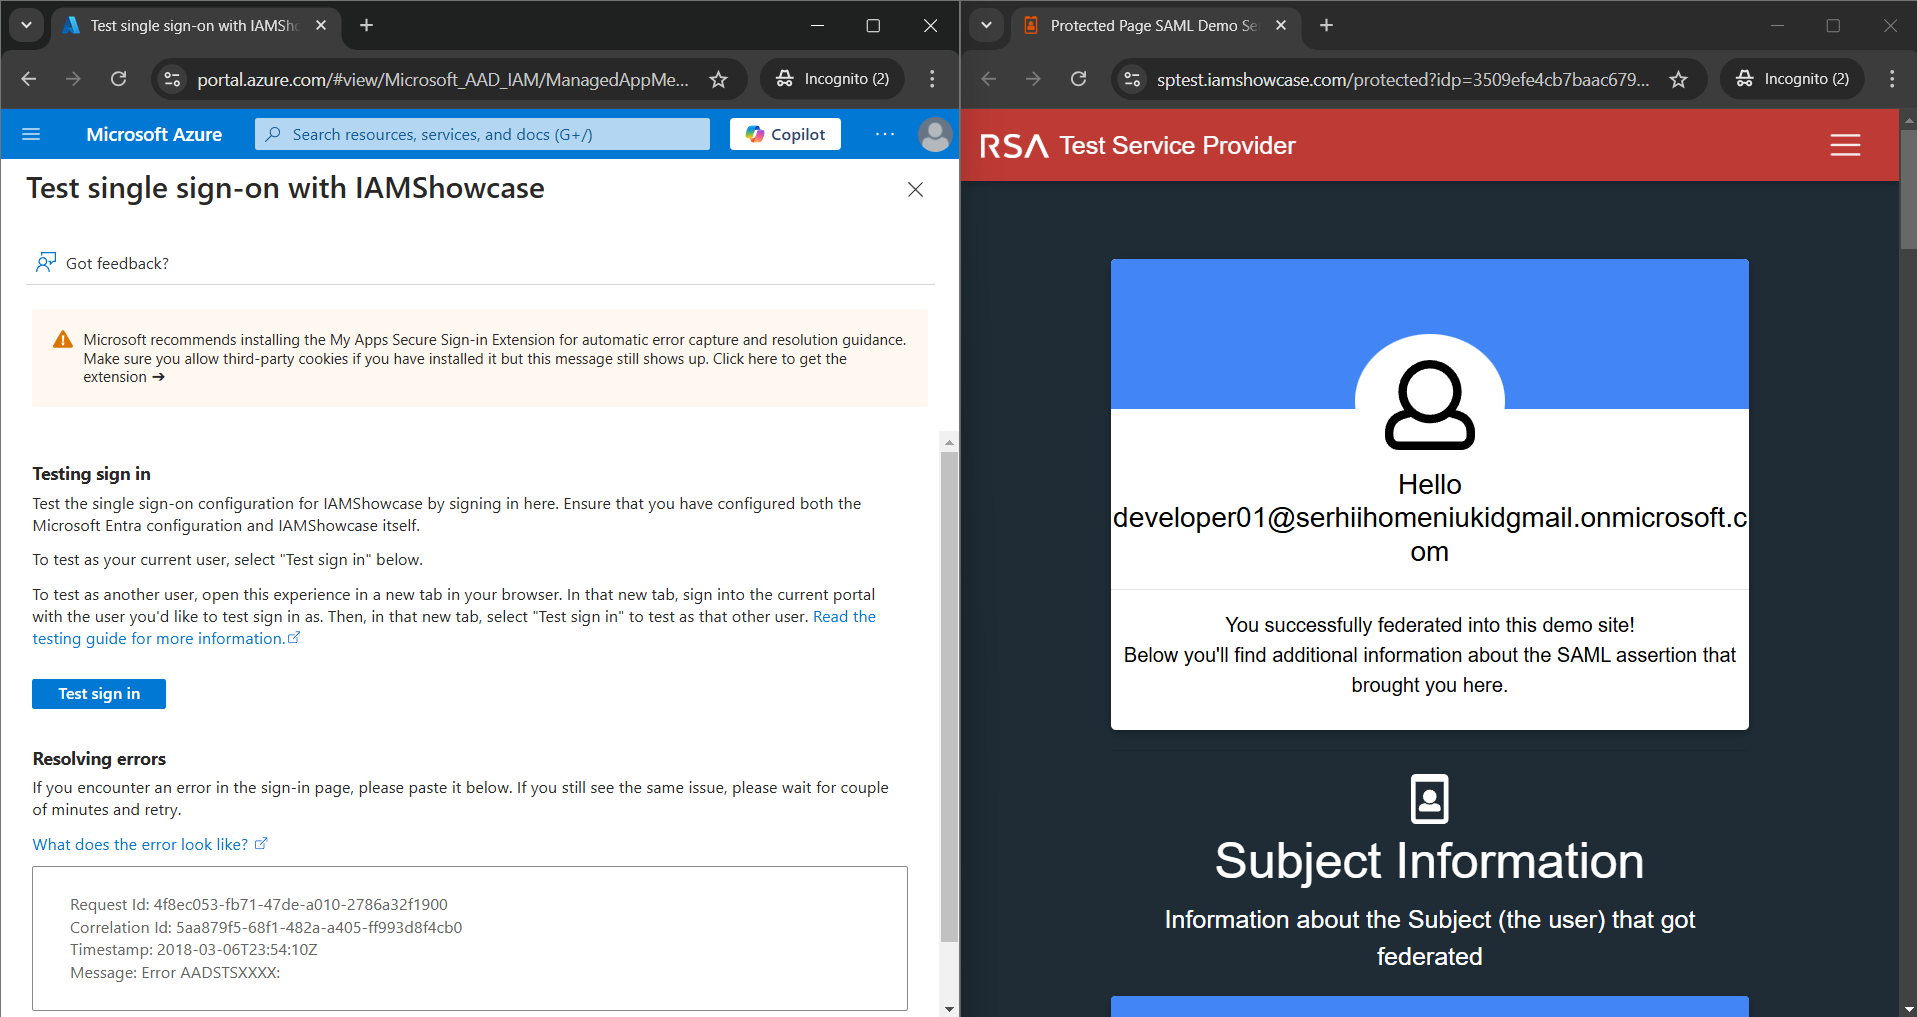 Test single sign-on with IAMSho
portal.azure.com/#view/Microsoft_AAD_IAM/ManagedAppMe...
Incognito (2)
Microsoft Azure
Search resources, services, and docs (G+/)
Copilot
Test single sign-on with IAMShowcase
Got feedback?
Microsoft recommends installing the My Apps Secure Sign-in Extension for automatic error capture and resolution guidance.
Make sure you allow third-party cookies if you have installed it but this message still shows up. Click here to get the
extension →
Testing sign in
Test the single sign-on configuration for IAMShowcase by signing in here. Ensure that you have configured both the
Microsoft Entra configuration and IAMShowcase itself.
To test as your current user, select "Test sign in" below.
To test as another user, open this experience in a new tab in your browser. In that new tab, sign into the current portal
with the user you'd like to test sign in as. Then, in that new tab, select "Test sign in" to test as that other user. Read the
testing guide for more information.
Test sign in
Resolving errors
If you encounter an error in the sign-in page, please paste it below. If you still see the same issue, please wait for couple
of minutes and retry.
What does the error look like?
Request Id: 4f8ec053-fb71-47de-a010-2786a32f1900
Correlation Id: 5aa879f5-68f1-482a-a405-ff993d8f4cb0
Timestamp: 2018-03-06T23:54:10Z
Message: Error AADSTSXXXX:
Protected Page SAML Demo Se
sptest.iamshowcase.com/protected?idp=3509efe4cb7baac679...
Incognito (2)
RSA Test Service Provider
Hello
developer01@serhiihomeniukidgmail.onmicrosoft.c
om
You successfully federated into this demo site!
Below you'll find additional information about the SAML assertion that
brought you here.
Subject Information
Information about the Subject (the user) that got
federated